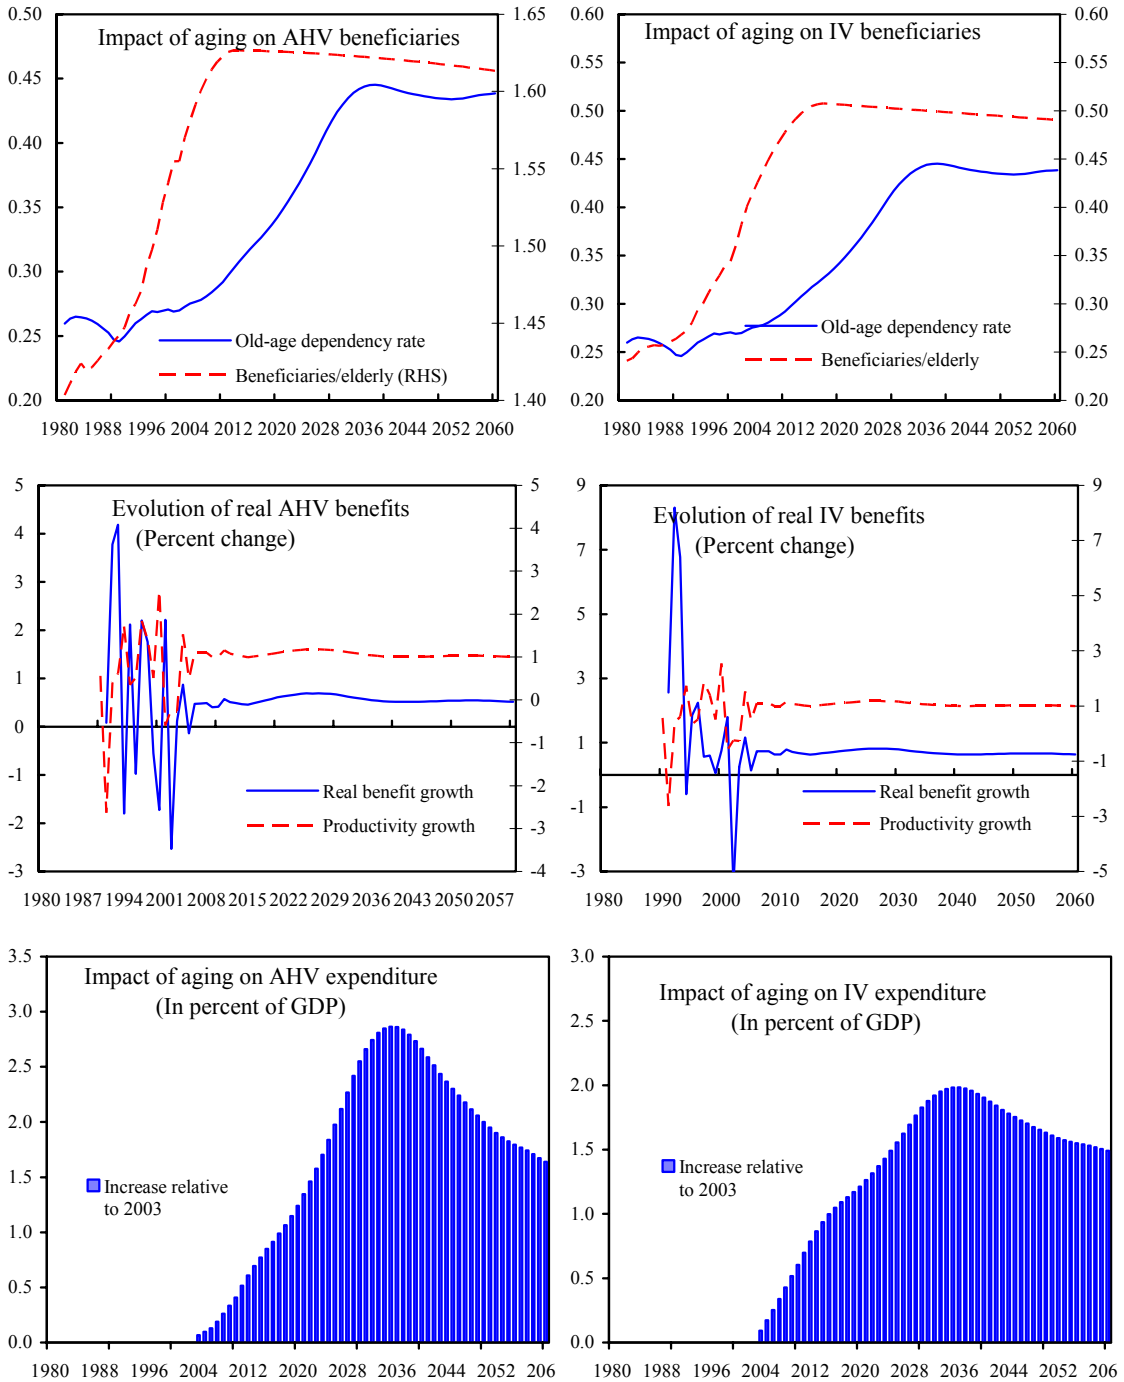 Impact of aging on AHV beneficiaries
0.50
0.45
0.40
0.35
0.30
0.25
0.20
1.65
1.60
1.55
1.50
1.45
1.40
Old-age dependency rate
Beneficiaries/elderly (RHS)
1980 1988 1996 2004 2012 2020 2028 2036 2044 2052 2060
Impact of aging on IV beneficiaries
0.60
0.55
0.50
0.45
0.40
0.35
0.30
0.25
0.20
0.60
0.55
0.50
0.45
0.40
0.35
0.30
0.25
0.20
Old-age dependency rate
Beneficiaries/elderly
1980 1988 1996 2004 2012 2020 2028 2036 2044 2052 2060
Evolution of real AHV benefits
(Percent change)
5
4
3
2
1
0
-1
-2
-3
5
4
3
2
1
0
-1
-2
-3
-4
Real benefit growth
Productivity growth
1980 1987 1994 2001 2008 2015 2022 2029 2036 2043 2050 2057
Evolution of real IV benefits
(Percent change)
9
7
5
3
1
-1
-3
9
7
5
3
1
-1
-3
-5
Real benefit growth
Productivity growth
1980 1990 2000 2010 2020 2030 2040 2050 2060
Impact of aging on AHV expenditure
(In percent of GDP)
3.5
3.0
2.5
2.0
1.5
1.0
0.5
0.0
Increase relative
to 2003
1980 1988 1996 2004 2012 2020 2028 2036 2044 2052 206
Impact of aging on IV expenditure
(In percent of GDP)
3.0
2.5
2.0
1.5
1.0
0.5
0.0
Increase relative
to 2003
1980 1988 1996 2004 2012 2020 2028 2036 2044 2052 206